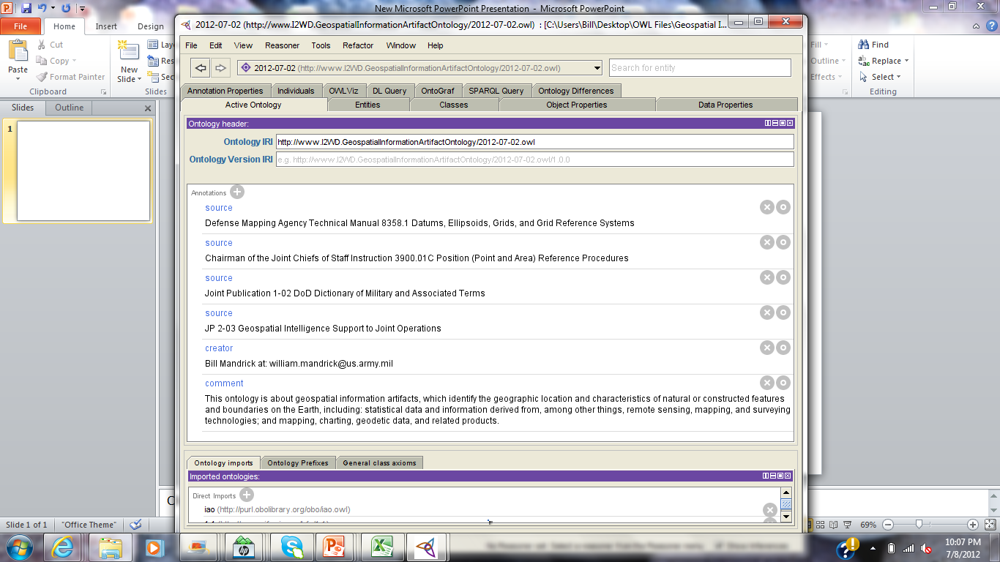 New Microsoft PowerPoint Presentation - Microsoft PowerPoint
File Home Insert Design
Cut
Copy
Format Painter
Paste
Clipboard
New
Slide
Slides
Find
Replace
Select
Editing
Fill
Outline
Effects
Slides Outline
1
2012-07-02 (http://www.I2WD.GeospatialInformationArtifactOntology/2012-07-02.owl) : [C:\Users\Bill\Desktop\OWL Files\Geospatial I...
File Edit View Reasoner Tools Refactor Window Help
2012-07-02 (http://www.I2WD.GeospatialInformationArtifactOntology/2012-07-02.owl)
Search for entity
Annotation Properties Individuals OWLViz DL Query OntoGraf SPARQL Query Ontology Differences
Active Ontology Entities Classes Object Properties Data Properties
Ontology header:
Ontology IRI http://www.I2WD.GeospatialInformationArtifactOntology/2012-07-02.owl
Ontology Version IRI e.g. http://www.I2WD.GeospatialInformationArtifactOntology/2012-07-02.owl/1.0.0
Annotations
source
Defense Mapping Agency Technical Manual 8358.1 Datums, Ellipsoids, Grids, and Grid Reference Systems
source
Chairman of the Joint Chiefs of Staff Instruction 3900.01C Position (Point and Area) Reference Procedures
source
Joint Publication 1-02 DoD Dictionary of Military and Associated Terms
source
JP 2-03 Geospatial Intelligence Support to Joint Operations
creator
Bill Mandrick at: william.mandrick@us.army.mil
comment
This ontology is about geospatial information artifacts, which identify the geographic location and characteristics of natural or constructed features
and boundaries on the Earth, including: statistical data and information derived from, among other things, remote sensing, mapping, and surveying
technologies; and mapping, charting, geodetic data, and related products.
Ontology imports Ontology Prefixes General class axioms
Imported ontologies:
Direct Imports
iao (http://purl.obolibrary.org/obo/iao.owl)
Slide 1 of 1 "Office Theme" 69%
10:07 PM
7/8/2012